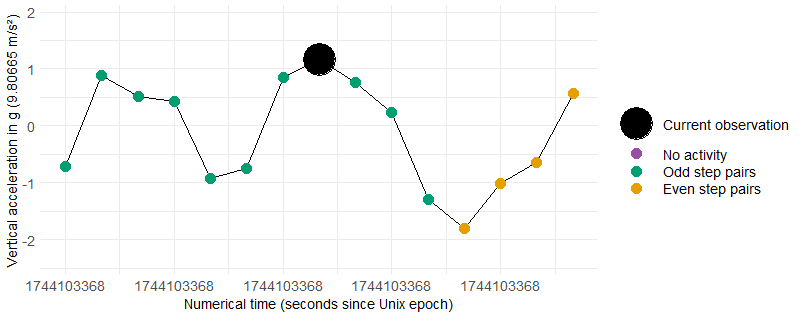 Vertical acceleration in g (9.80665 m/s²)
2
1
0
-1
-2
1744103368 1744103368 1744103368 1744103368 1744103368
Numerical time (seconds since Unix epoch)
Current observation
No activity
Odd step pairs
Even step pairs